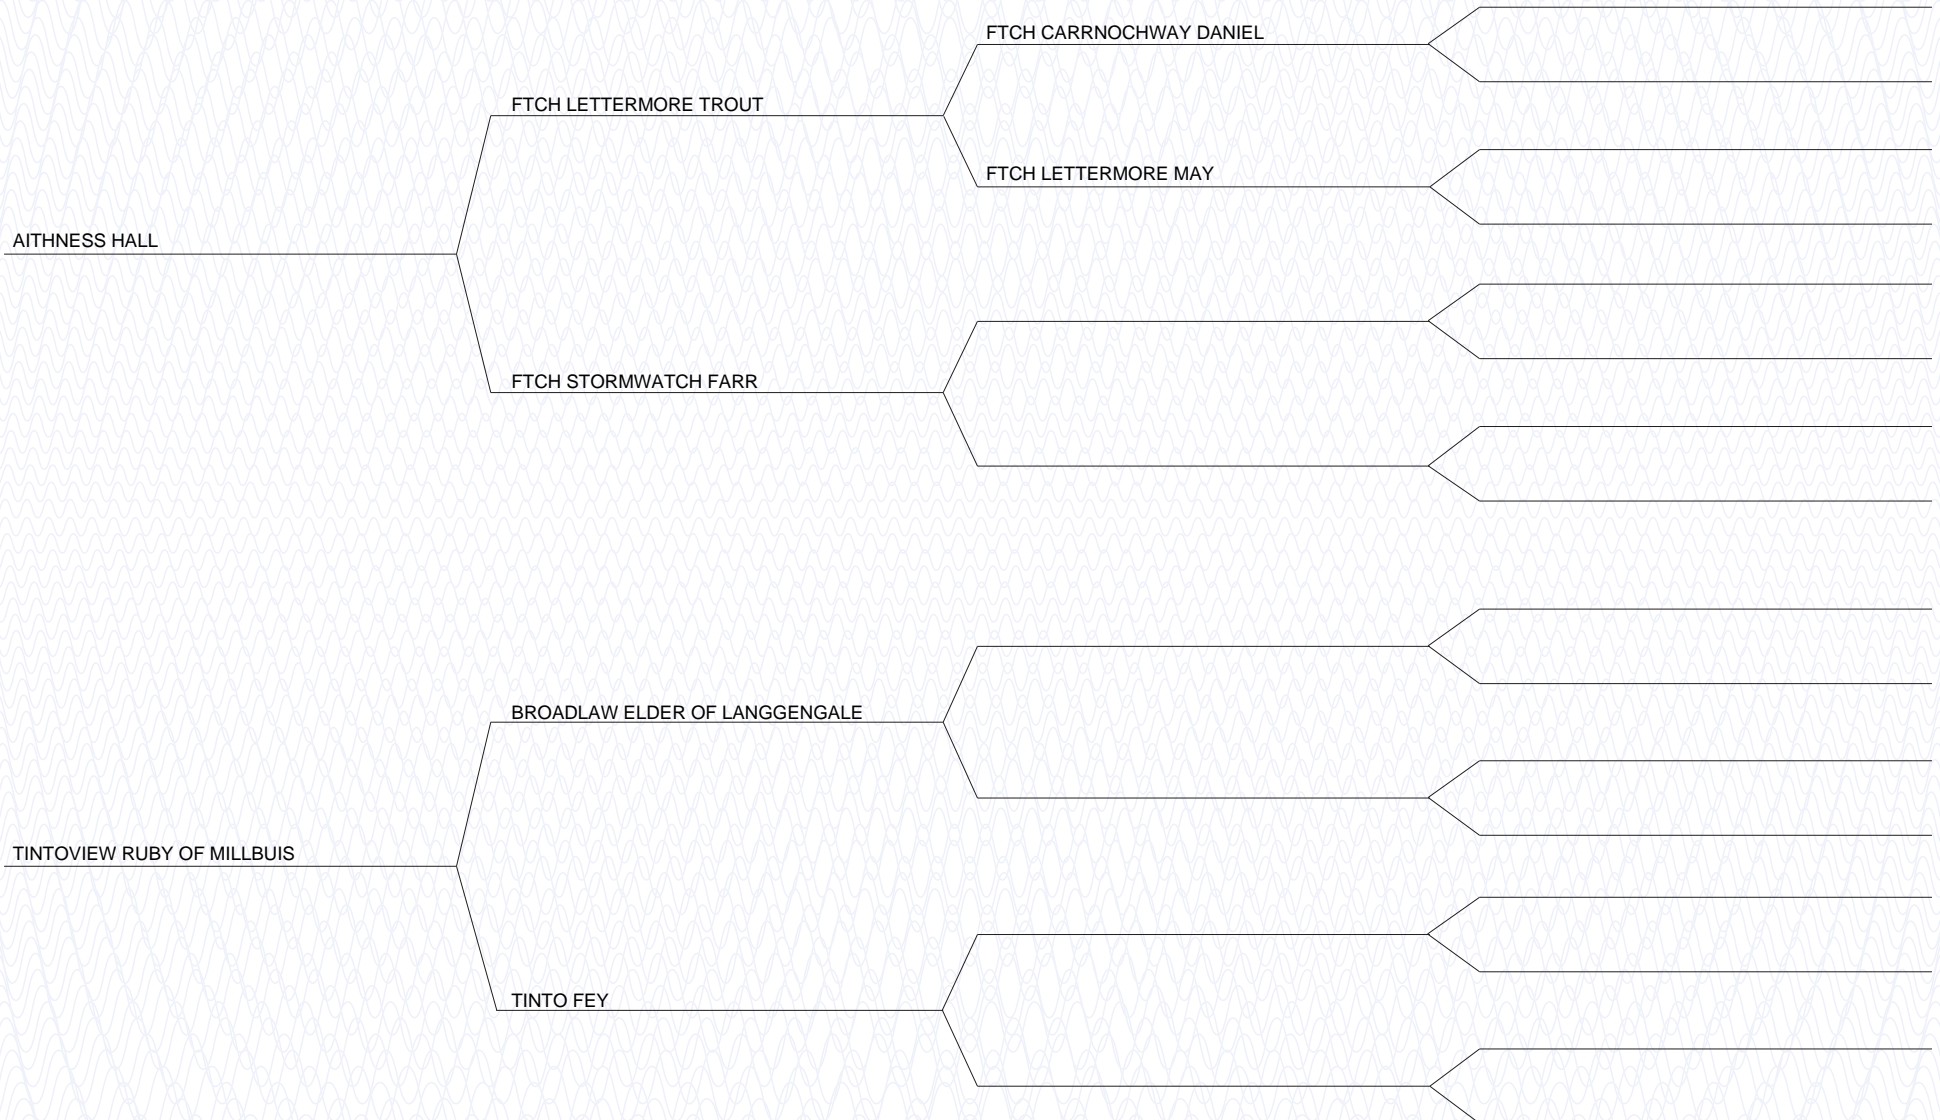 FTCH CARRNOCHWAY DANIEL
FTCH LETTERMORE TROUT
FTCH LETTERMORE MAY
AITHNESS HALL
FTCH STORMWATCH FARR
BROADLAW ELDER OF LANGGENGALE
TINTOVIEW RUBY OF MILLBUIS
TINTO FEY